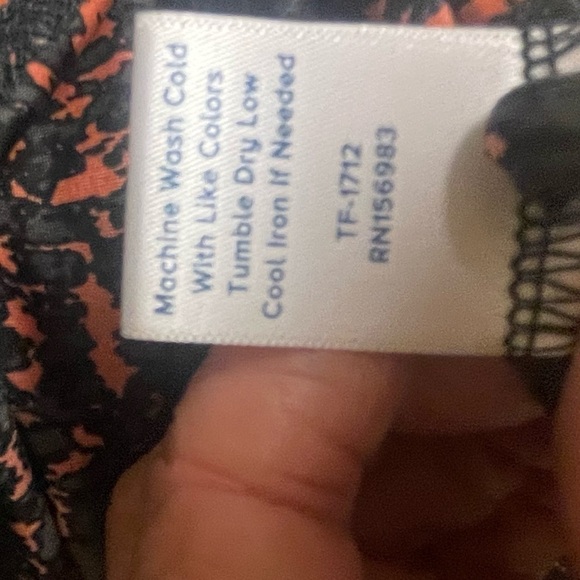 Machine Wash Cold
With Like Colors
Tumble Dry Low
Cool Iron If Needed
TF-1712
RN156983